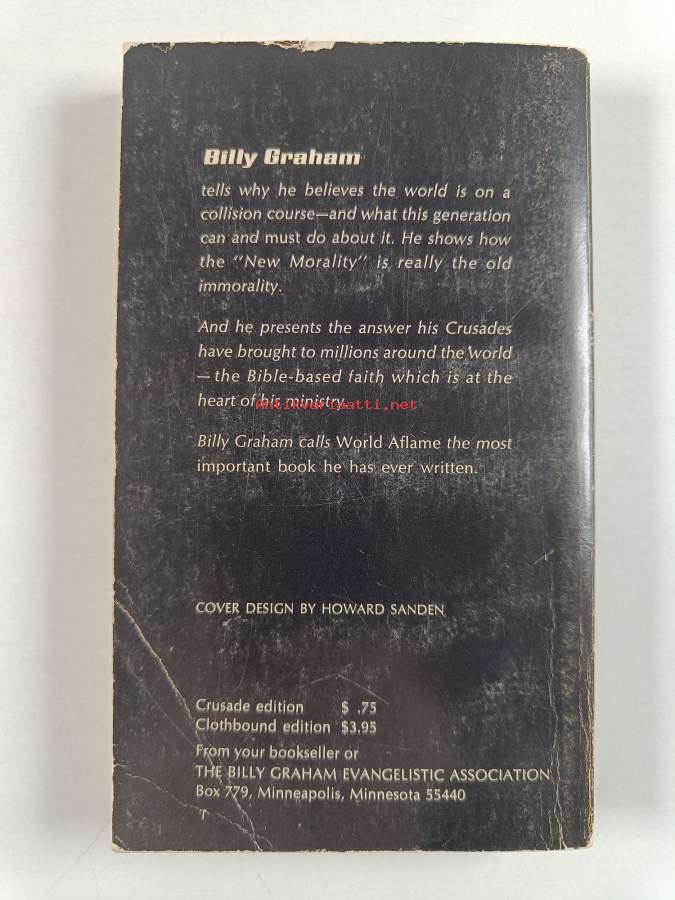 Billy Graham
tells why he believes the world is on a
collision course—and what this generation
can and must do about it. He shows how
the "New Morality" is really the old
immorality.
And he presents the answer his Crusades
have brought to millions around the world
—the Bible-based faith which is at the
heart of his ministry.
Antikvariaatti.net
Billy Graham calls World Aflame the most
important book he has ever written.
COVER DESIGN BY HOWARD SANDEN
Crusade edition $ .75
Clothbound edition $3.95
From your bookseller or
THE BILLY GRAHAM EVANGELISTIC ASSOCIATION
Box 779, Minneapolis, Minnesota 55440